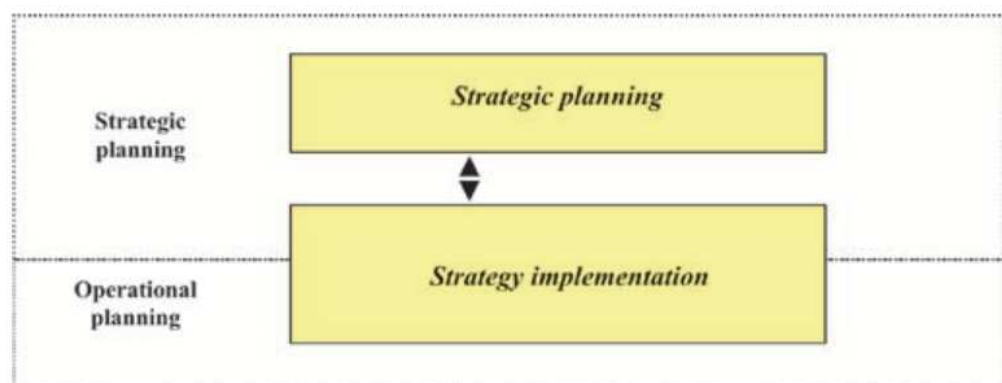 Strategic planning
Strategic
planning
Strategy implementation
Operational
planning